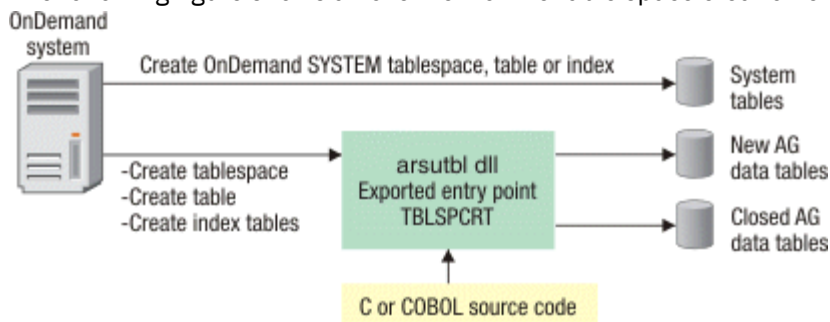 OnDemand
system
Create OnDemand SYSTEM tablespace, table or index
System
tables
-Create tablespace
-Create table
-Create index tables
arsutbl dll
Exported entry point
TBLSPCRT
New AG
data tables
Closed AG
data tables
C or COBOL source code